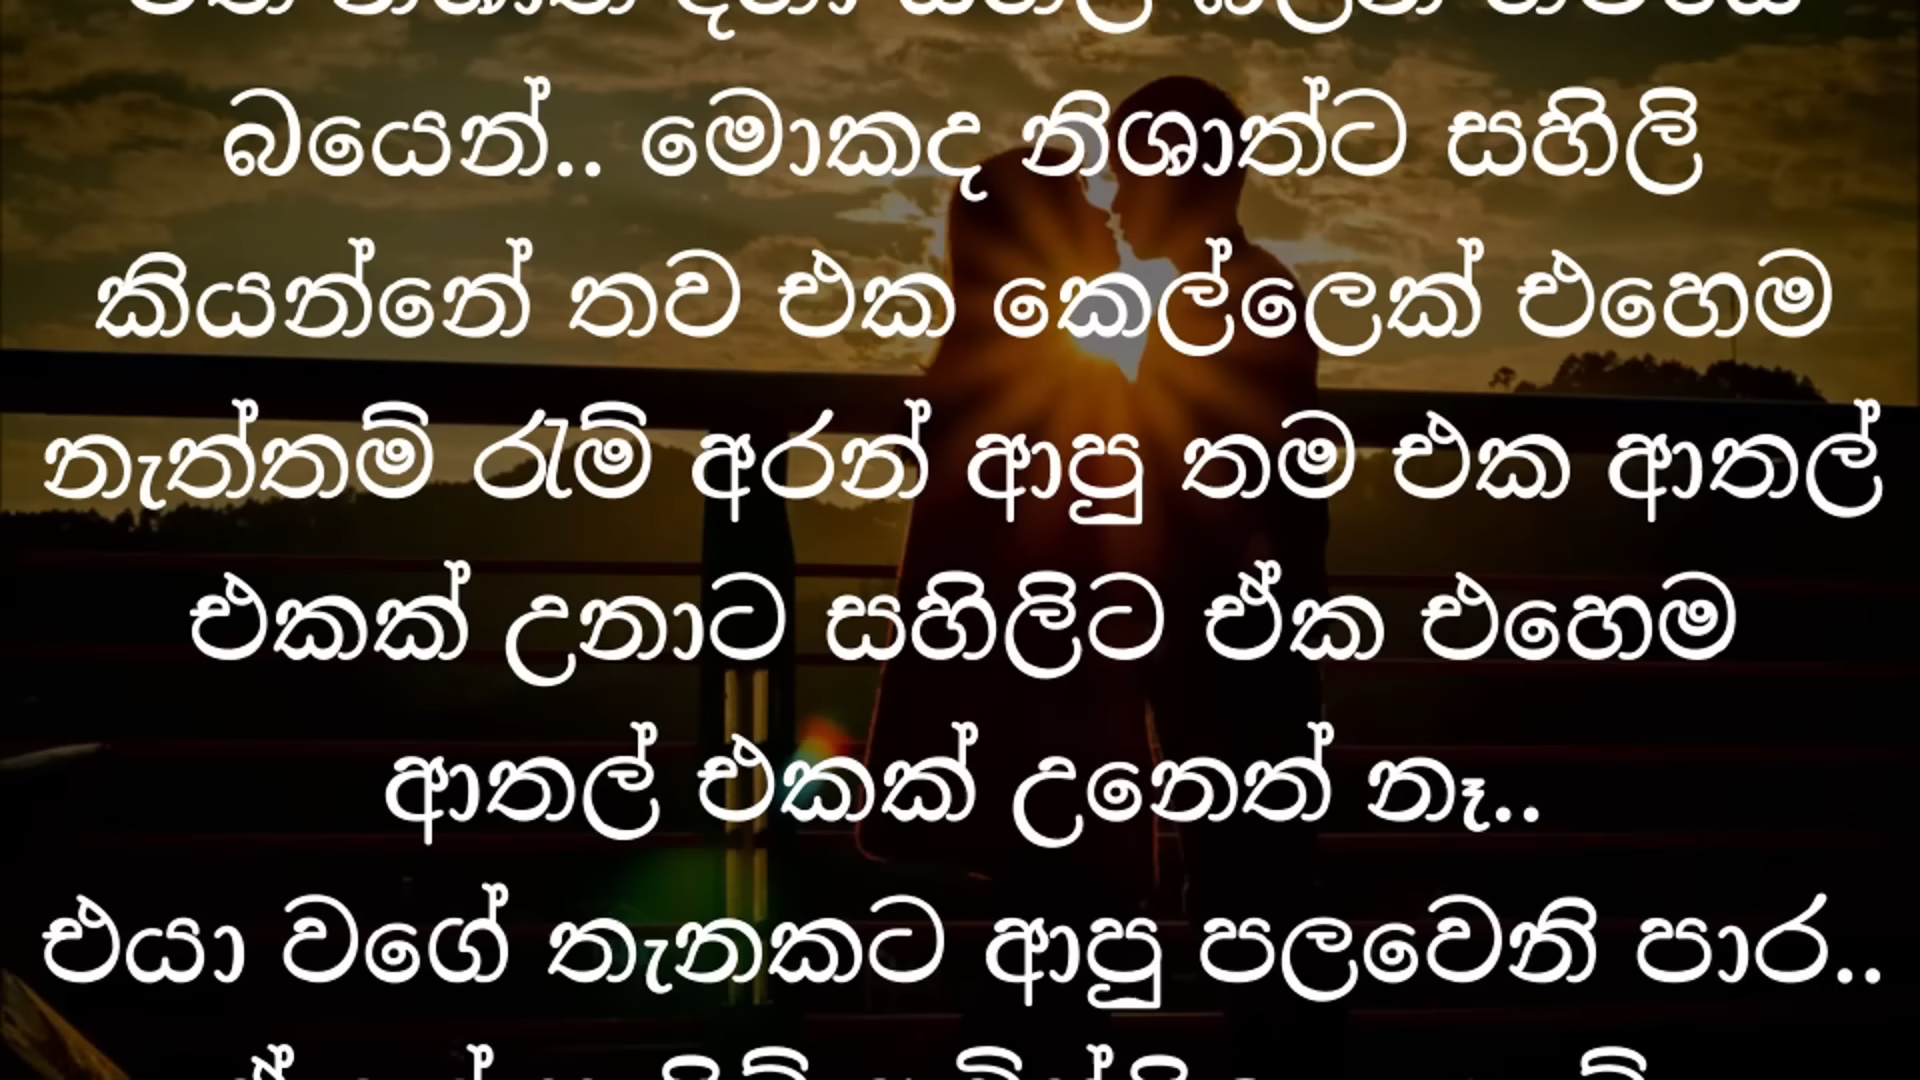 බයෙන්.. මොකද නිශාත්ට සහිලි
කියන්නේ තව එක කෙල්ලෙක් එහෙම
නැත්තම් රැම් අරන් ආපු තම එක ආතල්
එකක් උනාට සහිලිට ඒක එහෙම
ආතල් එකක් උනෙත් නෑ..
එයා වගේ තැනකට ආපු පලවෙනි පාර..